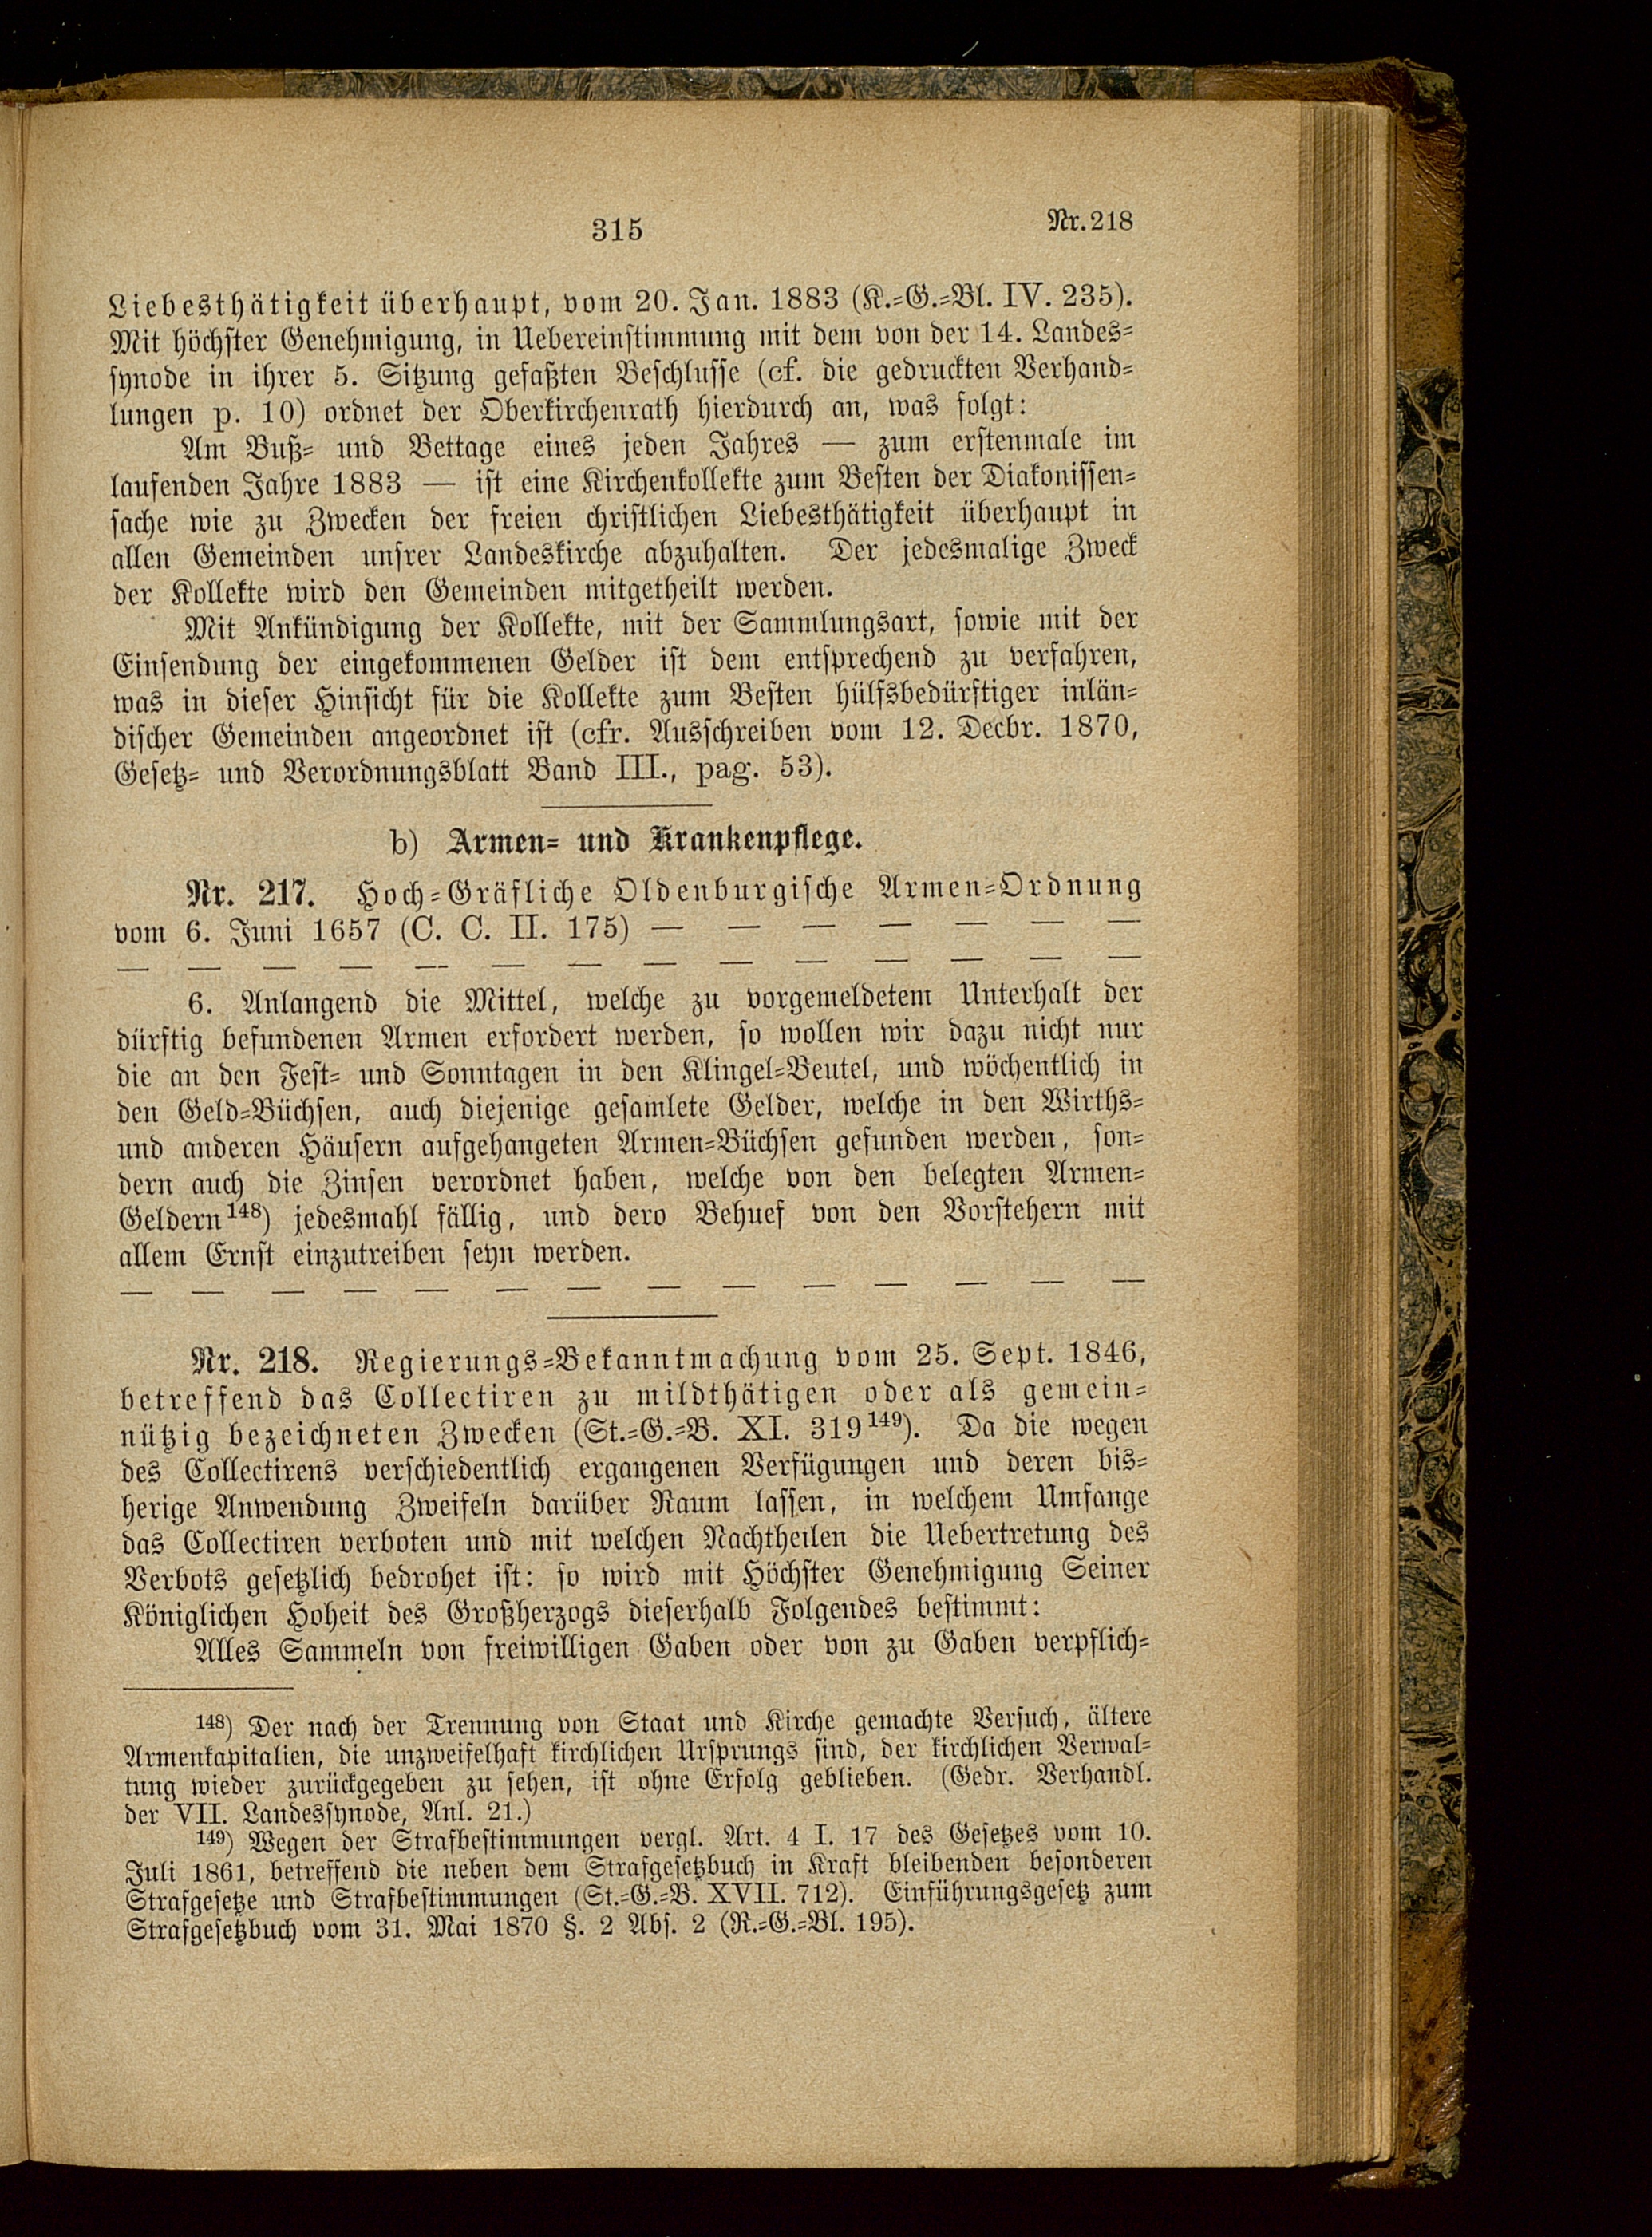 315
Nr. 218
Liebesthätigkeit überhaupt, vom 20. Jan. 1883 (K.-G.-Bl. IV. 235).
Mit höchster Genehmigung, in Uebereinstimmung mit dem von der 14. Landes-
synode in ihrer 5. Sitzung gefaßten Beschlusse (cf. die gedruckten Verhand-
lungen p. 10) ordnet der Oberkirchenrath hierdurch an, was folgt:
Am Buß- und Bettage eines jeden Jahres — zum erstenmale im
laufenden Jahre 1883 — ist eine Kirchenkollekte zum Besten der Diakonissen-
sache wie zu Zwecken der freien christlichen Liebesthätigkeit überhaupt in
allen Gemeinden unsrer Landeskirche abzuhalten. Der jedesmalige Zweck
der Kollekte wird den Gemeinden mitgetheilt werden.
Mit Ankündigung der Kollekte, mit der Sammlungsart, sowie mit der
Einsendung der eingekommenen Gelder ist dem entsprechend zu verfahren,
was in dieser Hinsicht für die Kollekte zum Besten hülfsbedürftiger inlän-
discher Gemeinden angeordnet ist (cfr. Ausschreiben vom 12. Decbr. 1870,
Gesetz- und Verordnungsblatt Band III., pag. 53).
b) Armen- und Krankenpflege.
Nr. 217. Hoch-Gräfliche Oldenburgische Armen-Ordnung
vom 6. Juni 1657 (C. C. II. 175) — — — — — — —
— — — — — — — — — — — — — —
6. Anlangend die Mittel, welche zu vorgemeldetem Unterhalt der
dürftig befundenen Armen erfordert werden, so wollen wir dazu nicht nur
die an den Fest- und Sonntagen in den Klingel-Beutel, und wöchentlich in
den Geld-Büchsen, auch diejenige gesamlete Gelder, welche in den Wirths-
und anderen Häusern aufgehangeten Armen-Büchsen gefunden werden, son-
dern auch die Zinsen verordnet haben, welche von den belegten Armen-
Geldern¹⁴⁸) jedesmahl fällig, und dero Behuef von den Vorstehern mit
allem Ernst einzutreiben seyn werden.
— — — — — — — — — — — — — —
Nr. 218. Regierungs-Bekanntmachung vom 25. Sept. 1846,
betreffend das Collectiren zu mildthätigen oder als gemein-
nützig bezeichneten Zwecken (St.-G.-B. XI. 319¹⁴⁹). Da die wegen
des Collectirens verschiedentlich ergangenen Verfügungen und deren bis-
herige Anwendung Zweifeln darüber Raum lassen, in welchem Umfange
das Collectiren verboten und mit welchen Nachtheilen die Uebertretung des
Verbots gesetzlich bedrohet ist: so wird mit Höchster Genehmigung Seiner
Königlichen Hoheit des Großherzogs dieserhalb Folgendes bestimmt:
Alles Sammeln von freiwilligen Gaben oder von zu Gaben verpflich-
¹⁴⁸) Der nach der Trennung von Staat und Kirche gemachte Versuch, ältere
Armenkapitalien, die unzweifelhaft kirchlichen Ursprungs sind, der kirchlichen Verwal-
tung wieder zurückgegeben zu sehen, ist ohne Erfolg geblieben. (Gedr. Verhandl.
der VII. Landessynode, Anl. 21.)
¹⁴⁹) Wegen der Strafbestimmungen vergl. Art. 4 I. 17 des Gesetzes vom 10.
Juli 1861, betreffend die neben dem Strafgesetzbuch in Kraft bleibenden besonderen
Strafgesetze und Strafbestimmungen (St.-G.-B. XVII. 712). Einführungsgesetz zum
Strafgesetzbuch vom 31. Mai 1870 §. 2 Abs. 2 (R.-G.-Bl. 195).